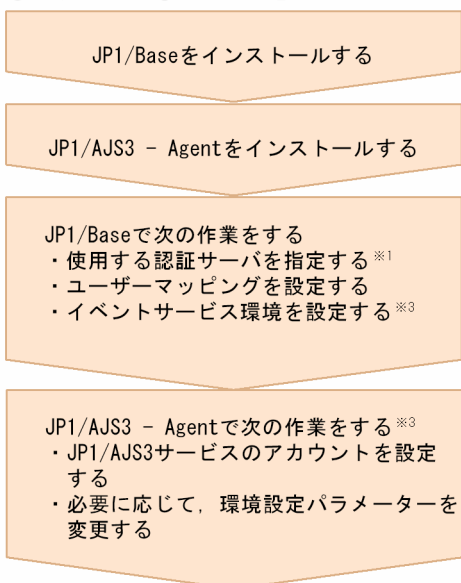 JP1/Baseをインストールする
JP1/AJS3 - Agentをインストールする
JP1/Baseで次の作業をする
・使用する認証サーバを指定する※1
・ユーザーマッピングを設定する
・イベントサービス環境を設定する※3
JP1/AJS3 - Agentで次の作業をする※3
・JP1/AJS3サービスのアカウントを設定
する
・必要に応じて，環境設定パラメーターを
変更する